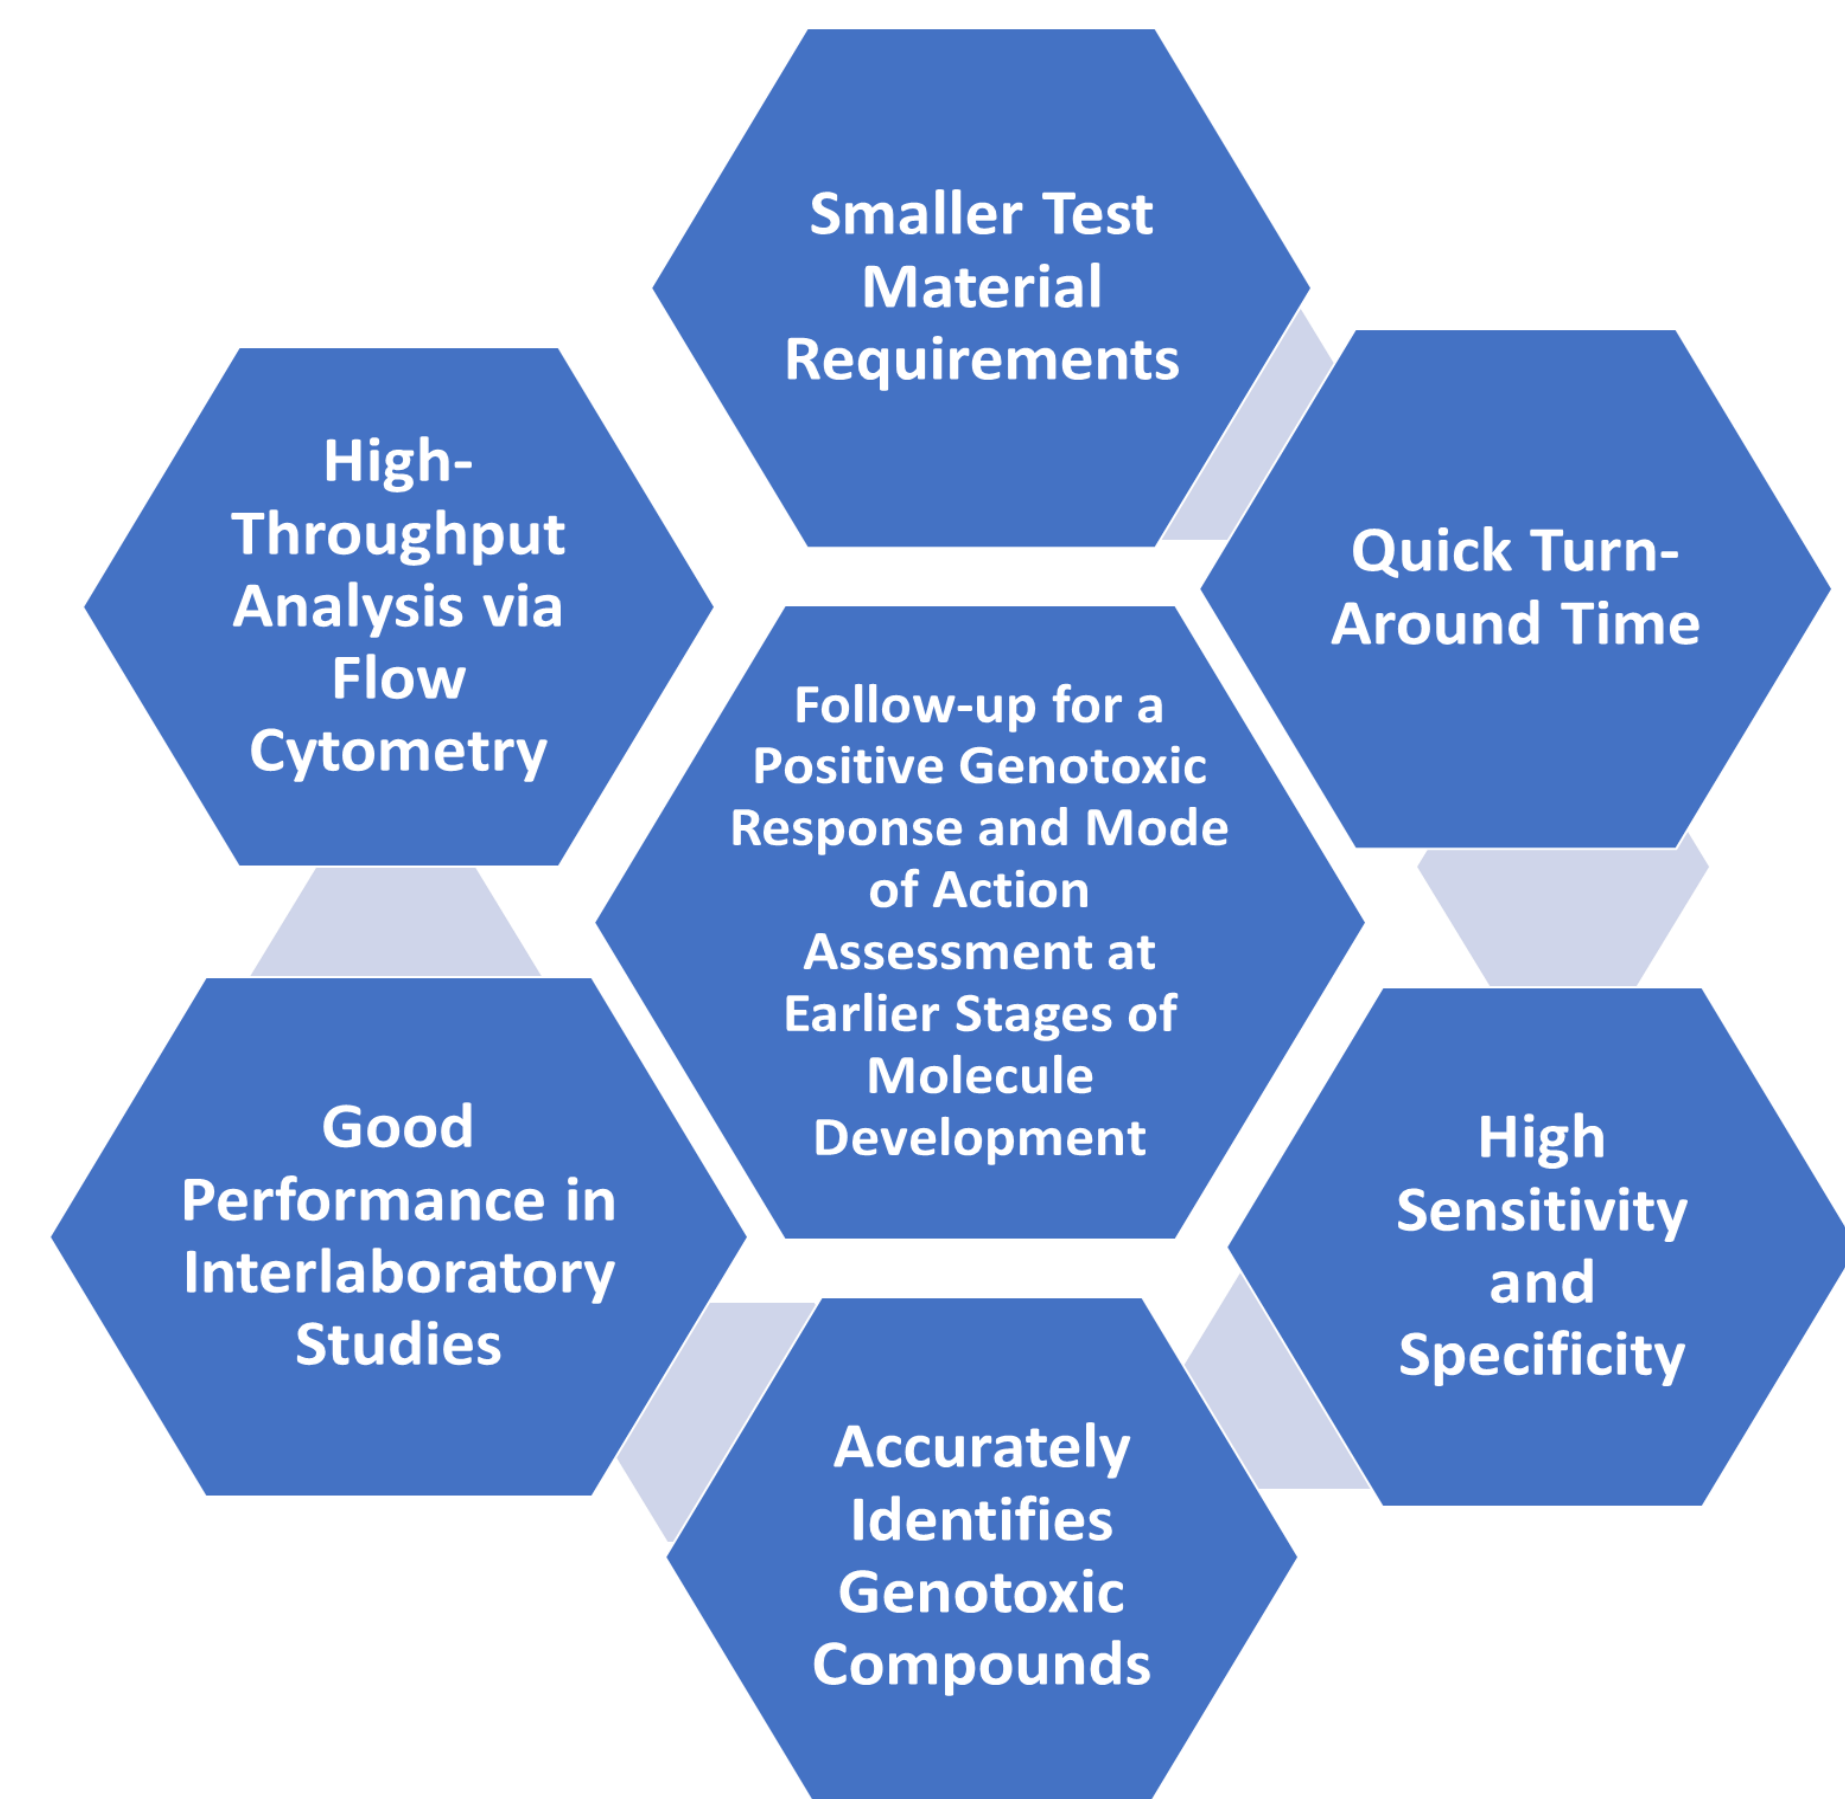 Smaller Test
Material
Requirements
Quick Turn-
Around Time
High
Sensitivity
and
Specificity
Accurately
Identifies
Genotoxic
Compounds
Good
Performance in
Interlaboratory
Studies
High-
Throughput
Analysis via
Flow
Cytometry
Follow-up for a
Positive Genotoxic
Response and Mode
of Action
Assessment at
Earlier Stages of
Molecule
Development